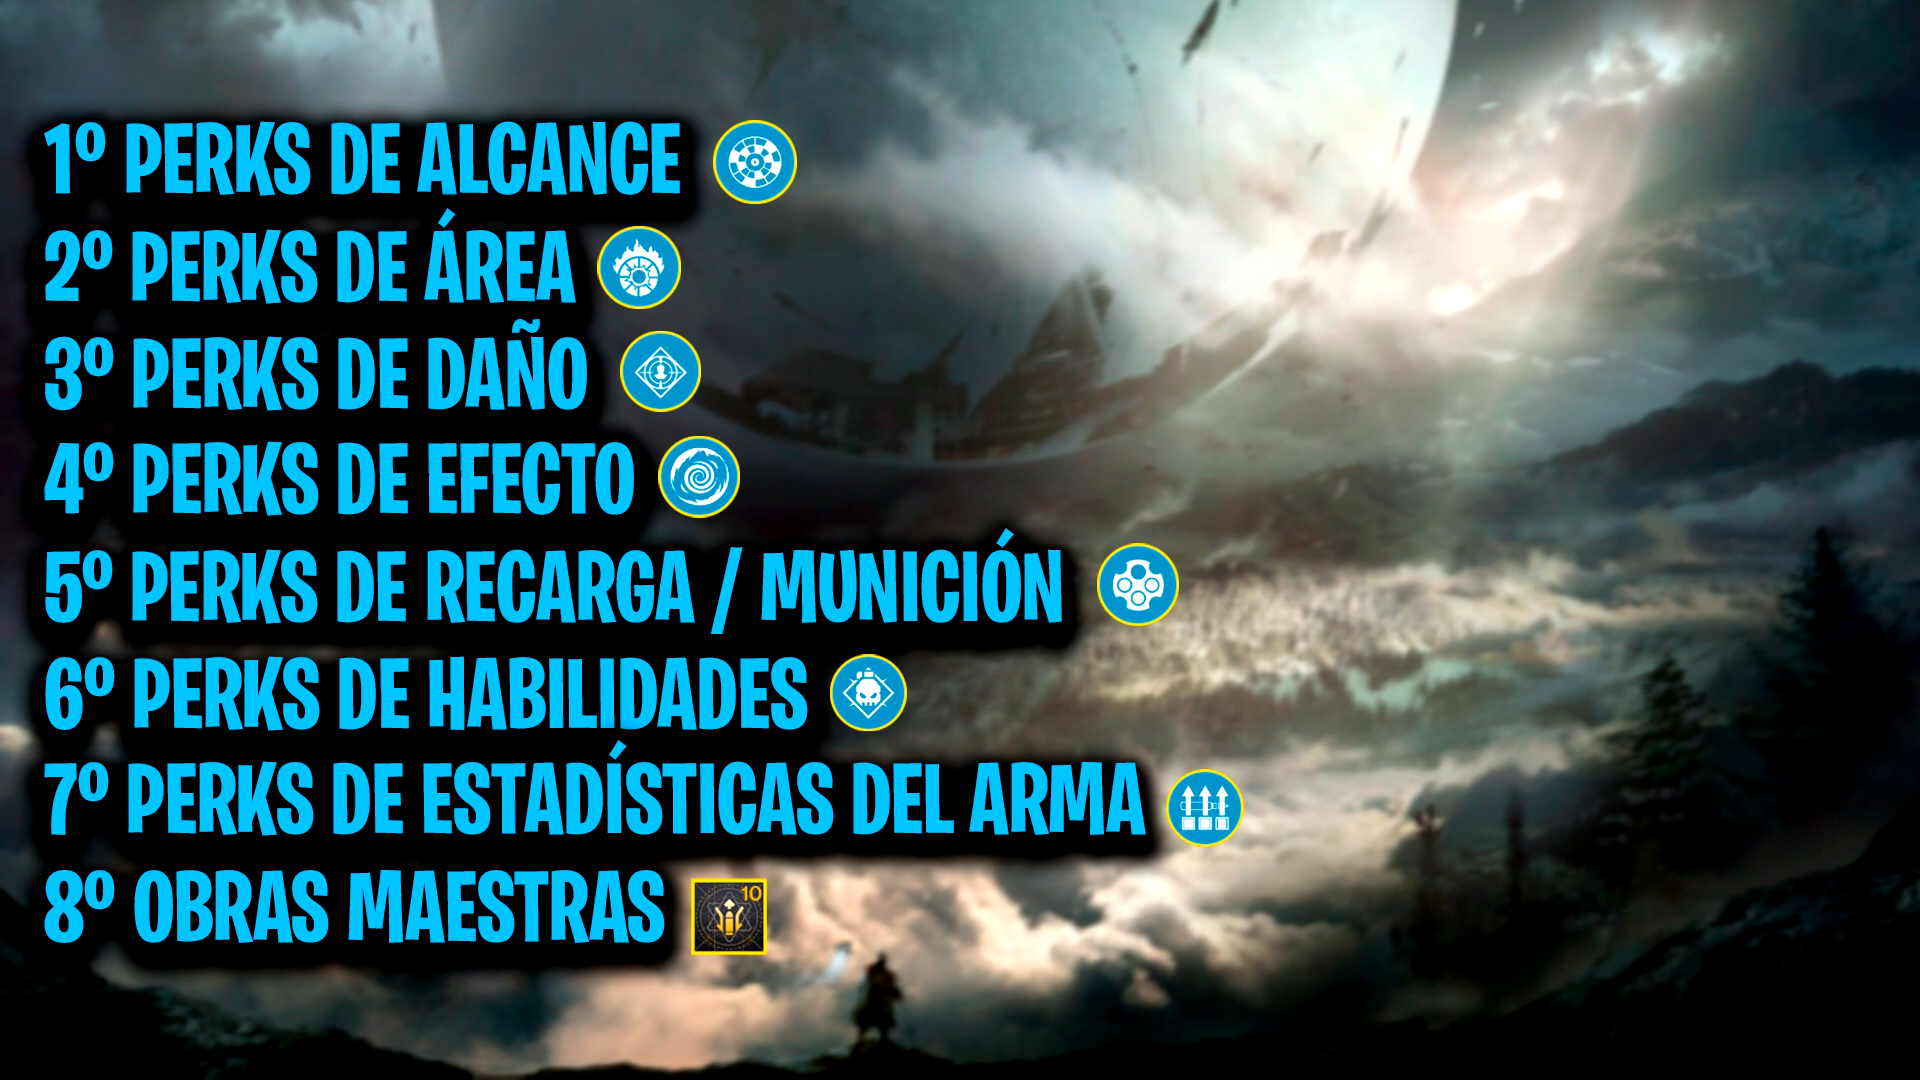 1º PERKS DE ALCANCE
2º PERKS DE ÁREA
3º PERKS DE DAÑO
4º PERKS DE EFECTO
5º PERKS DE RECARGA / MUNICIÓN
6º PERKS DE HABILIDADES
7º PERKS DE ESTADÍSTICAS DEL ARMA
8º OBRAS MAESTRAS
10